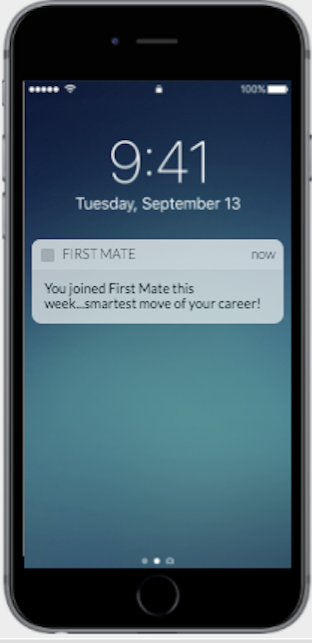 100%
9:41
Tuesday, September 13
FIRST MATE now
You joined First Mate this
week...smartest move of your career!